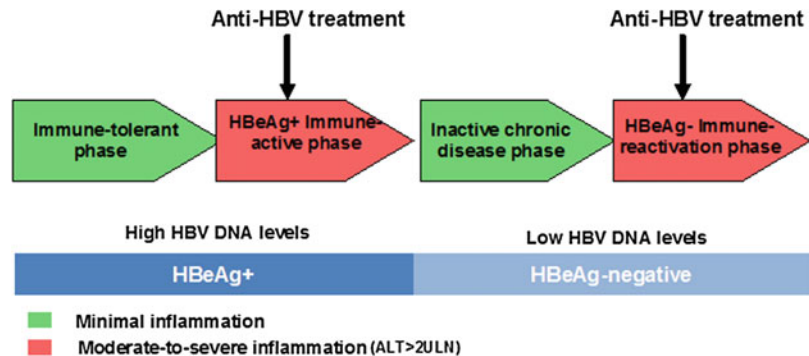 Anti-HBV treatment
Anti-HBV treatment
Immune-tolerant
phase
HBeAg+ Immune-
active phase
Inactive chronic
disease phase
HBeAg- Immune-
reactivation phase
High HBV DNA levels
Low HBV DNA levels
HBeAg+
HBeAg-negative
Minimal inflammation
Moderate-to-severe inflammation (ALT>2ULN)